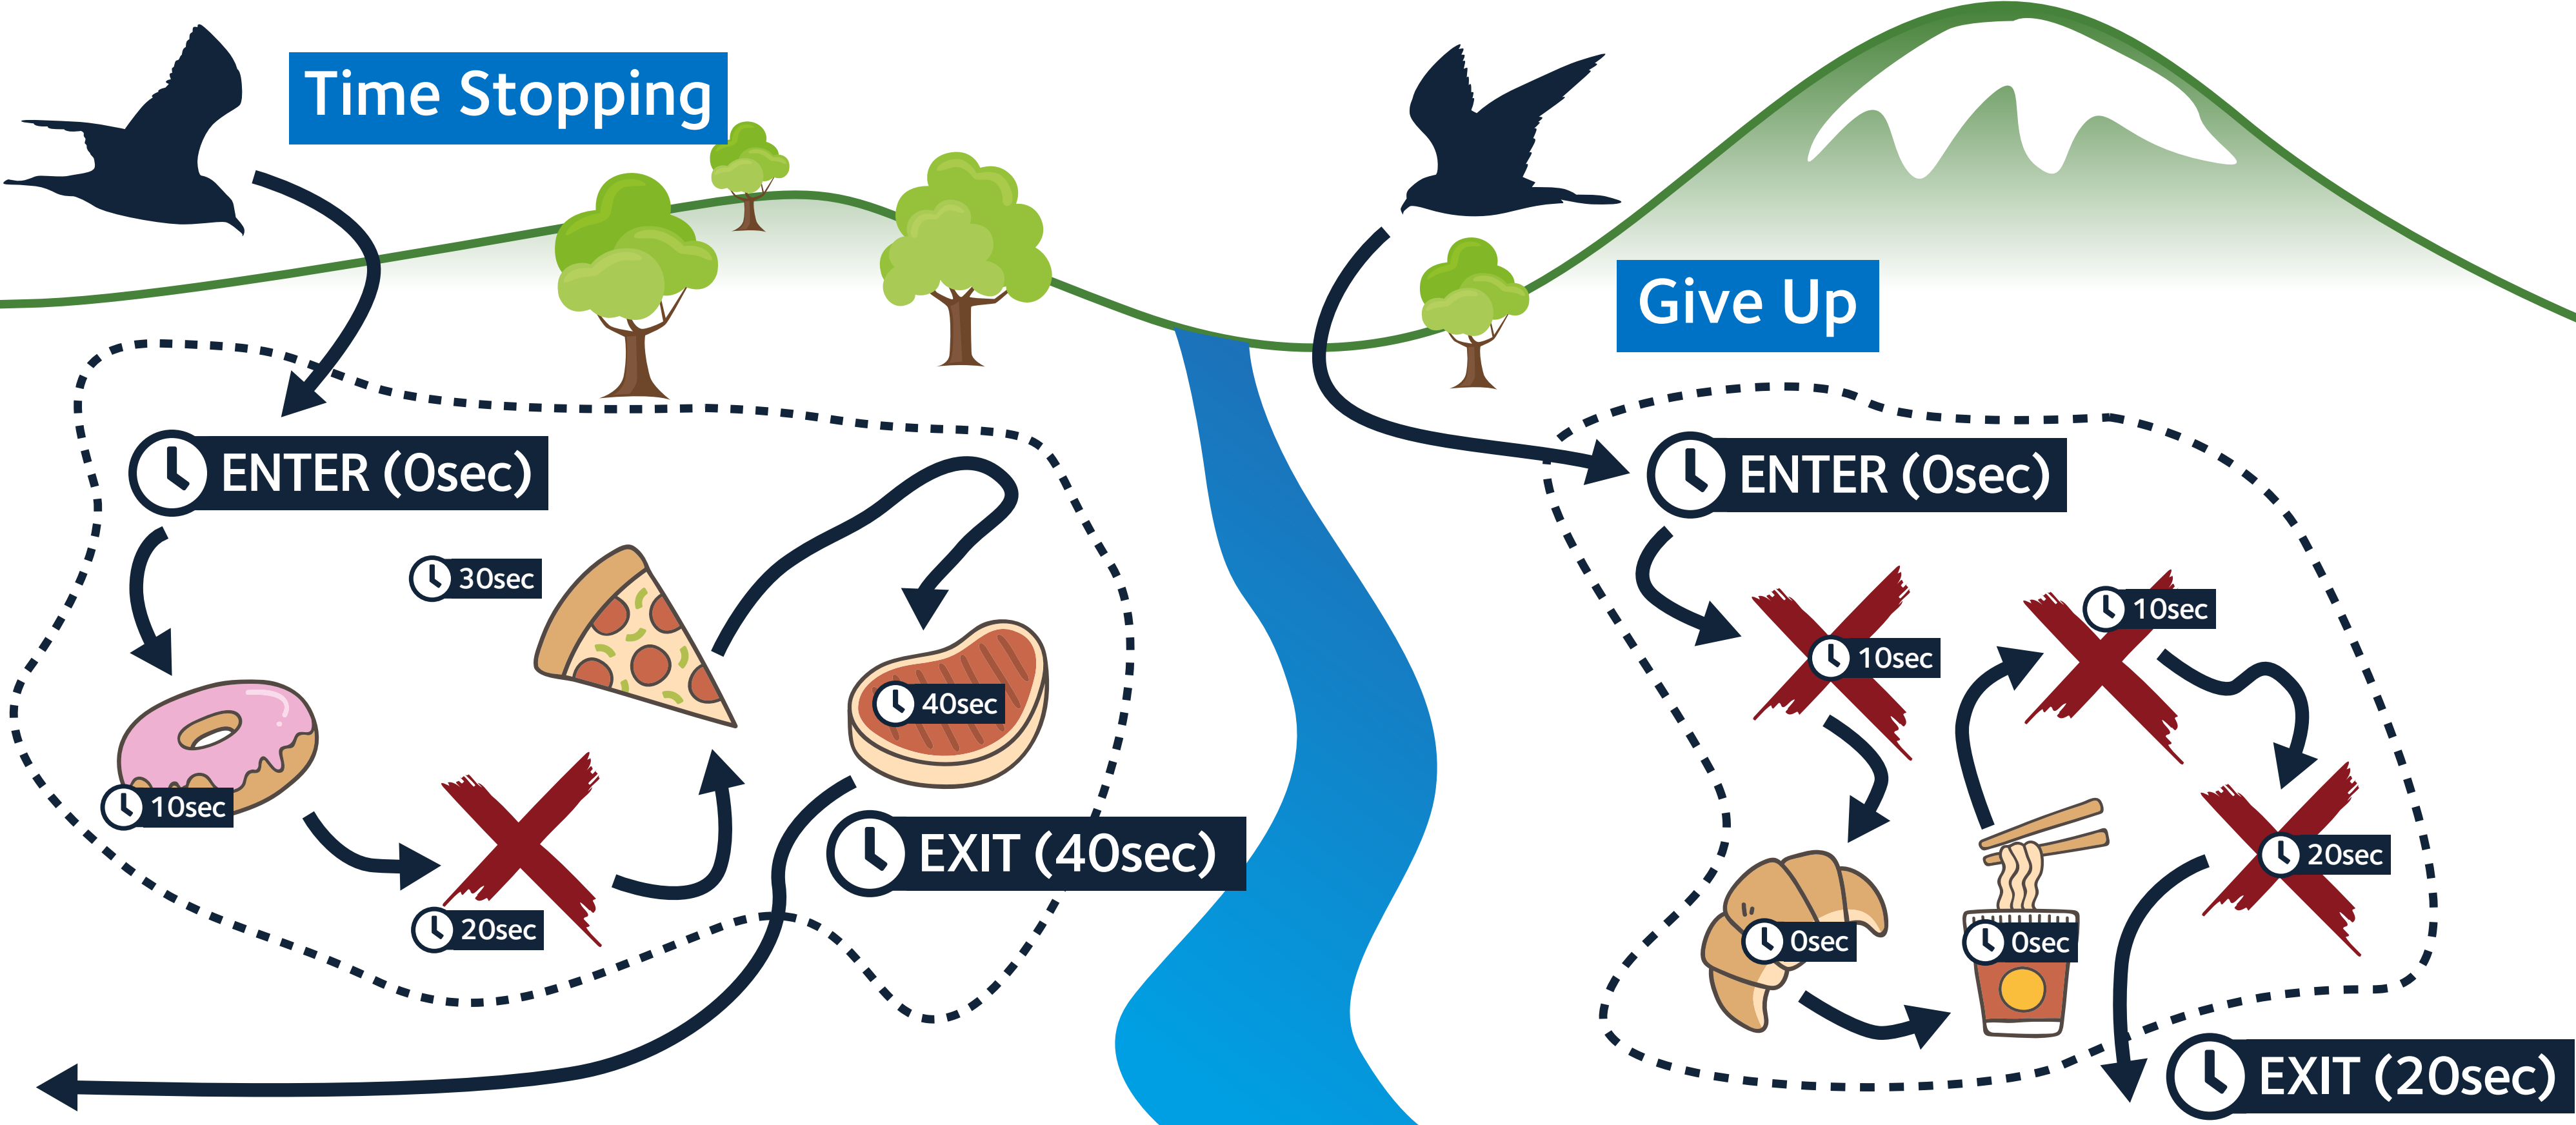 Time Stopping
ENTER (0sec)
10sec
20sec
30sec
40sec
EXIT (40sec)
Give Up
ENTER (0sec)
10sec
0sec
0sec
10sec
20sec
EXIT (20sec)